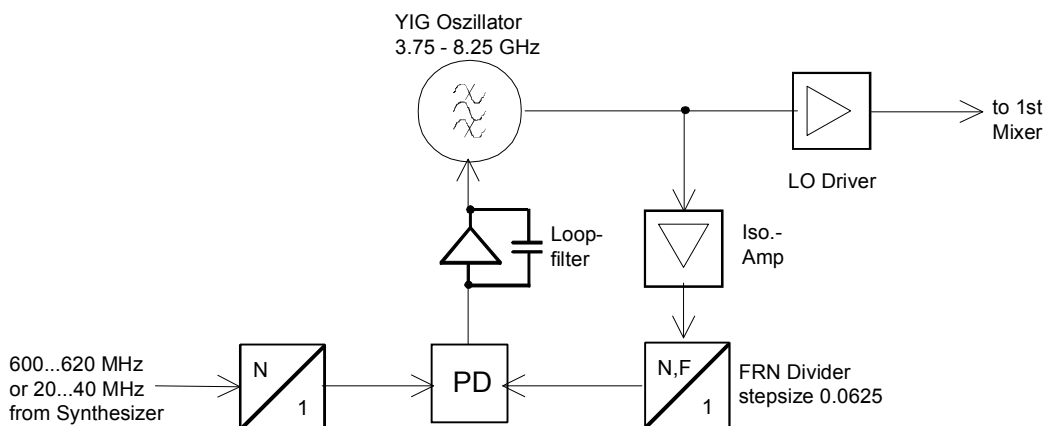 YIG Oszillator
3.75 - 8.25 GHz
to 1st
Mixer
LO Driver
Loop-
filter
Iso.-
Amp
600...620 MHz
or 20...40 MHz
from Synthesizer
N
1
PD
N,F
1
FRN Divider
stepsize 0.0625